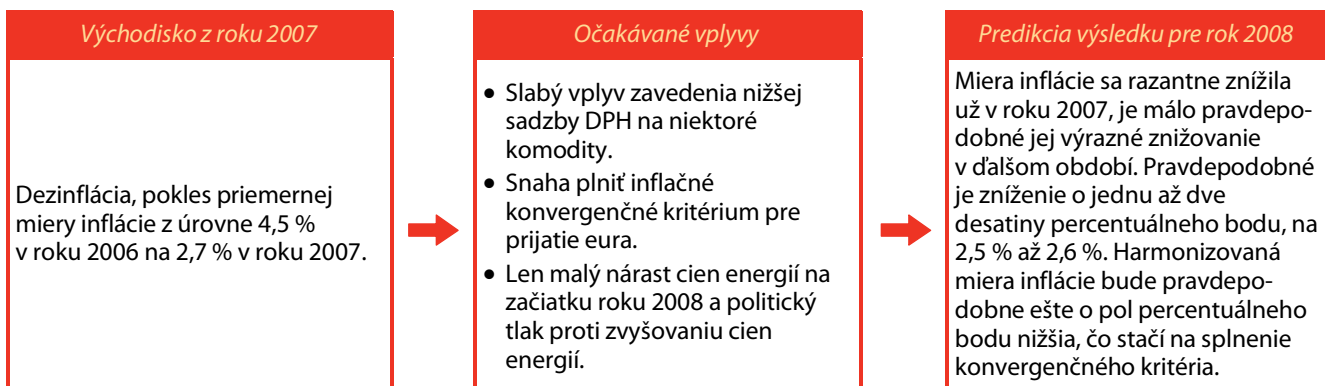 Východisko z roku 2007
Dezinflácia, pokles priemernej
miery inflácie z úrovne 4,5 %
v roku 2006 na 2,7 % v roku 2007.
Očakávané vplyvy
• Slabý vplyv zavedenia nižšej
sadzby DPH na niektoré
komodity.
• Snaha plniť inflačné
konvergenčné kritérium pre
prijatie eura.
• Len malý nárast cien energií na
začiatku roku 2008 a politický
tlak proti zvyšovaniu cien
energií.
Predikcia výsledku pre rok 2008
Miera inflácie sa razantne znížila
už v roku 2007, je málo pravdepo-
dobné jej výrazné znižovanie
v ďalšom období. Pravdepodobné
je zníženie o jednu až dve
desatiny percentuálneho bodu, na
2,5 % až 2,6 %. Harmonizovaná
miera inflácie bude pravdepo-
dobne ešte o pol percentuálneho
bodu nižšia, čo stačí na splnenie
konvergenčného kritéria.